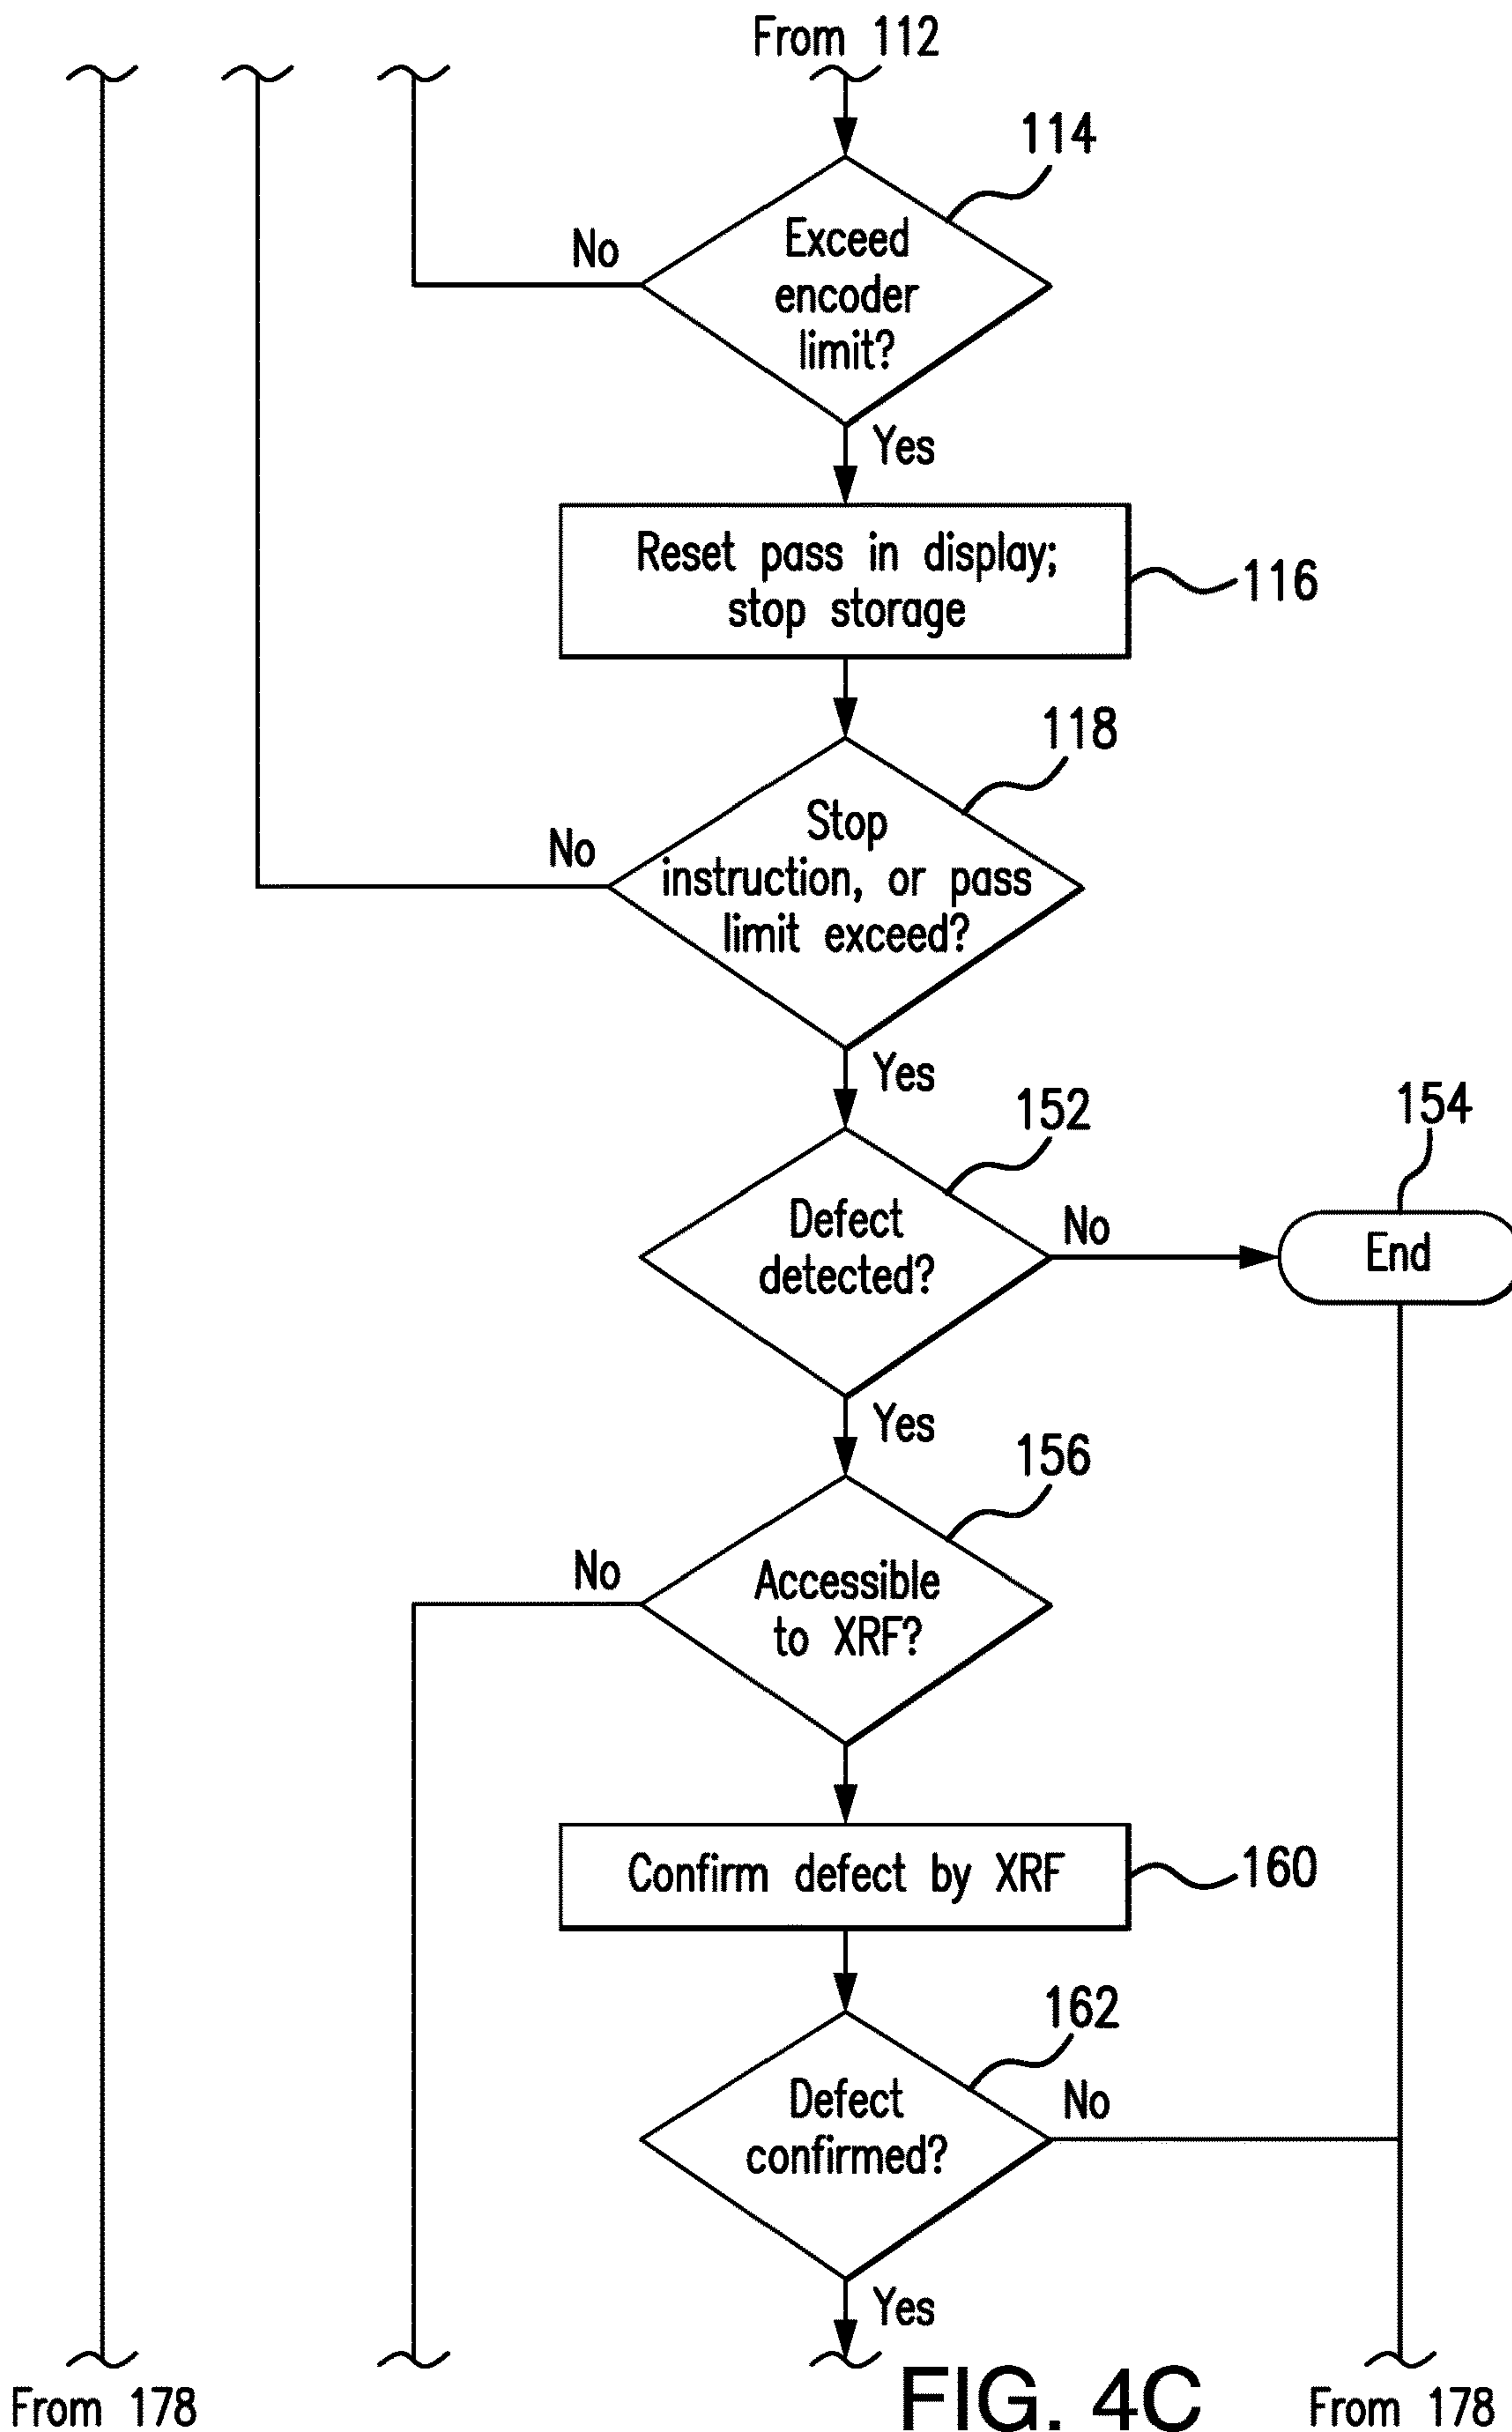 From 112
114
No
Exceed
encoder
limit?
Yes
Reset pass in display;
stop storage
116
118
No
Stop
instruction, or pass
limit exceed?
Yes
152
154
Defect
detected?
No
End
Yes
156
No
Accessible
to XRF?
Confirm defect by XRF
160
162
Defect
confirmed?
No
Yes
From 178
FIG. 4C
From 178